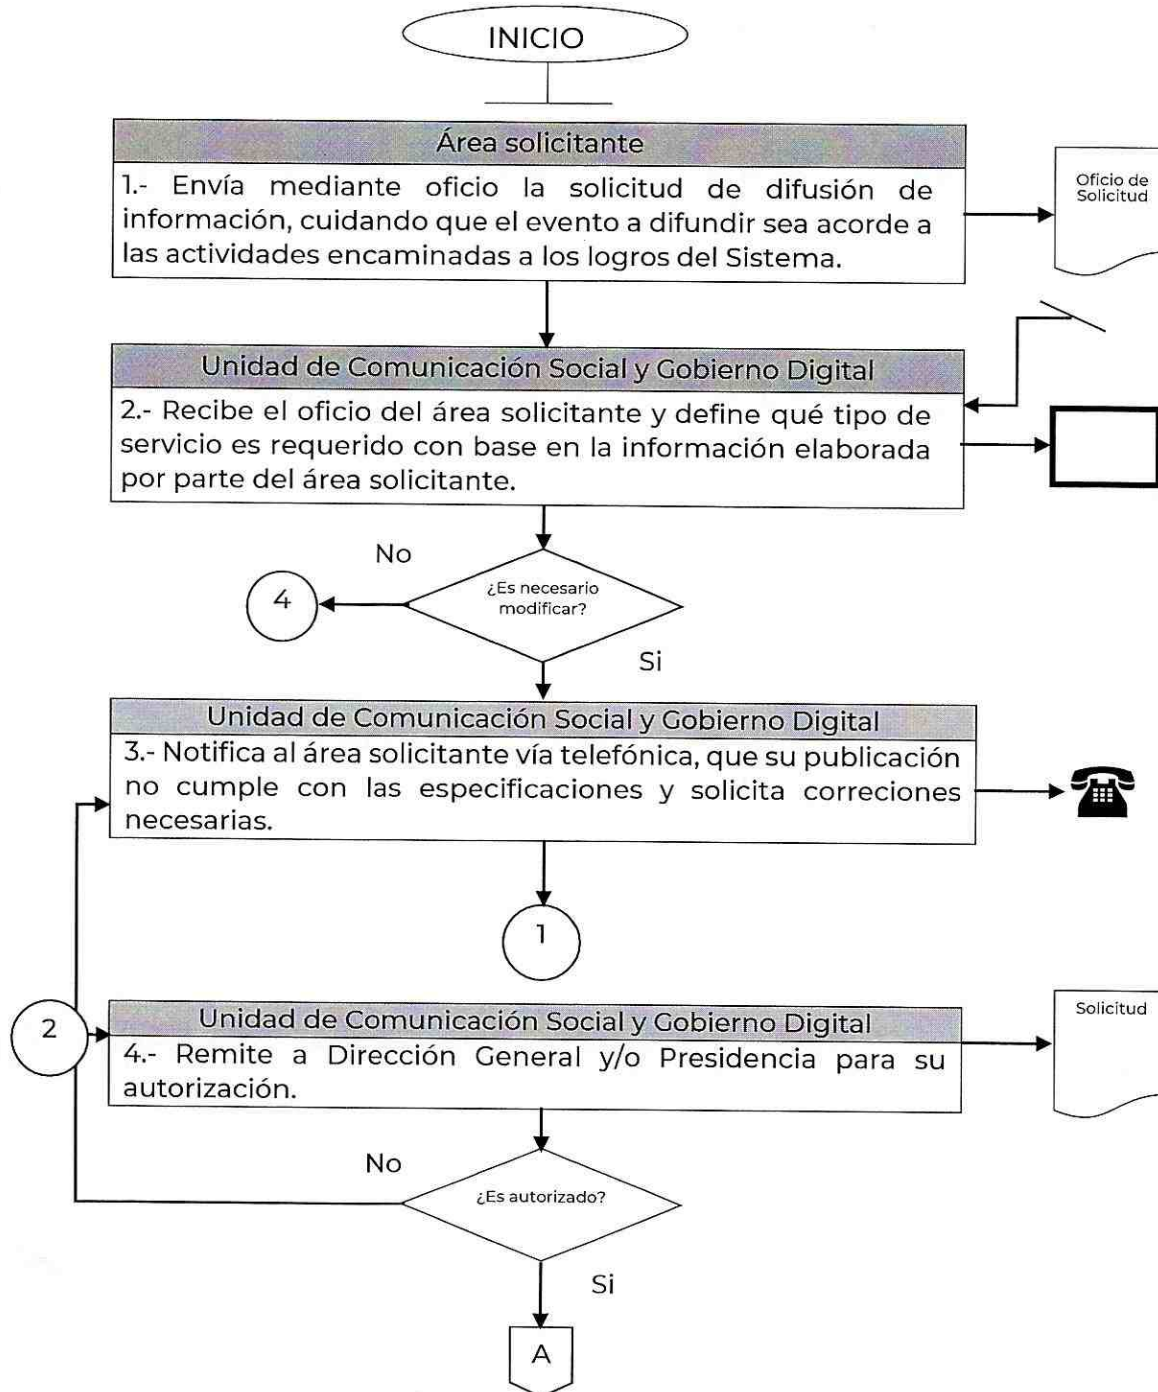 INICIO
Área solicitante
1.- Envía mediante oficio la solicitud de difusión de
información, cuidando que el evento a difundir sea acorde a
las actividades encaminadas a los logros del Sistema.
Oficio de
Solicitud
Unidad de Comunicación Social y Gobierno Digital
2.- Recibe el oficio del área solicitante y define qué tipo de
servicio es requerido con base en la información elaborada
por parte del área solicitante.
No
¿Es necesario
modificar?
4
Si
Unidad de Comunicación Social y Gobierno Digital
3.- Notifica al área solicitante vía telefónica, que su publicación
no cumple con las especificaciones y solicita correciones
necesarias.
1
2
Unidad de Comunicación Social y Gobierno Digital
4.- Remite a Dirección General y/o Presidencia para su
autorización.
Solicitud
No
¿Es autorizado?
Si
A